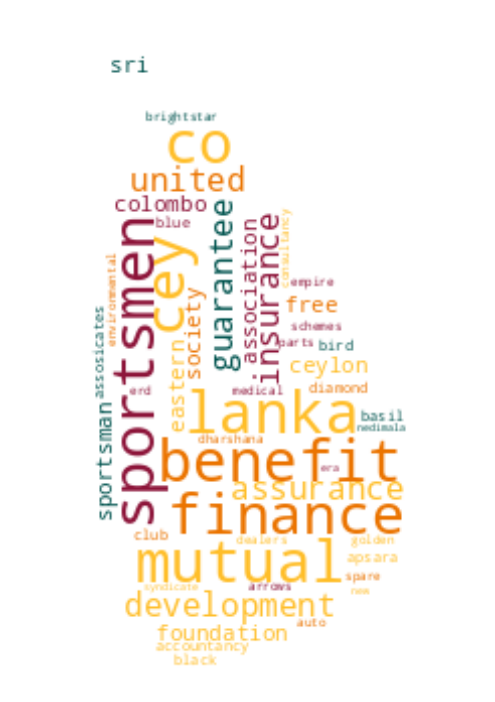 sri
brightstar
co
united
colombo
blue
sportsmen
cey
guarantee
association
insurance
consultancy
environmental
society
eastern
empire
free
schemes
parts
bird
ceylon
assosicates
sportsman
erd
medical
diamond
lanka
basil
nedimala
dharshana
benefit
era
assurance
finance
club
dealers
golden
mutual
apsara
spare
syndicate
arrows
new
development
auto
foundation
accountancy
black